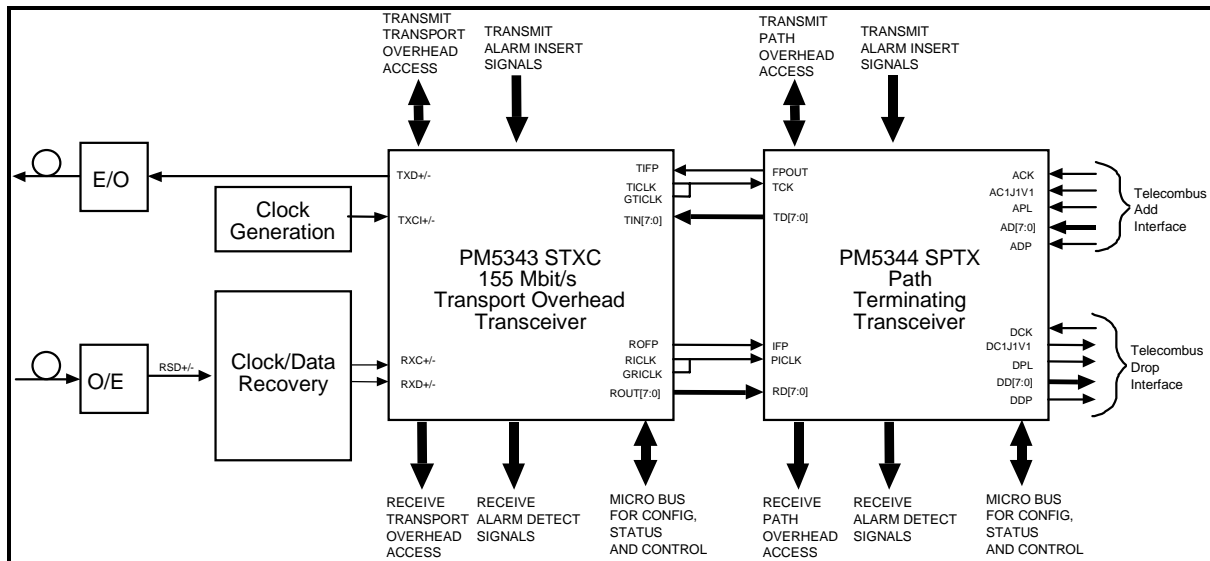 TRANSMIT
TRANSPORT
OVERHEAD
ACCESS
TRANSMIT
ALARM INSERT
SIGNALS
TRANSMIT
PATH
OVERHEAD
ACCESS
TRANSMIT
ALARM INSERT
SIGNALS
E/O
Clock
Generation
O/E
RSD+/-
Clock/Data
Recovery
TXD+/-
TXCI+/-
RXC+/-
RXD+/-
PM5343 STXC
155 Mbit/s
Transport Overhead
Transceiver
TIFP
TICLK
GTICLK
TIN[7:0]
ROFP
RICLK
GRICLK
ROUT[7:0]
FPOUT
TCK
TD[7:0]
IFP
PICLK
RD[7:0]
PM5344 SPTX
Path
Terminating
Transceiver
ACK
AC1J1V1
APL
AD[7:0]
ADP
DCK
DC1J1V1
DPL
DD[7:0]
DDP
Telecombus
Add
Interface
Telecombus
Drop
Interface
RECEIVE
TRANSPORT
OVERHEAD
ACCESS
RECEIVE
ALARM DETECT
SIGNALS
MICRO BUS
FOR CONFIG,
STATUS
AND CONTROL
RECEIVE
PATH
OVERHEAD
ACCESS
RECEIVE
ALARM DETECT
SIGNALS
MICRO BUS
FOR CONFIG,
STATUS
AND CONTROL